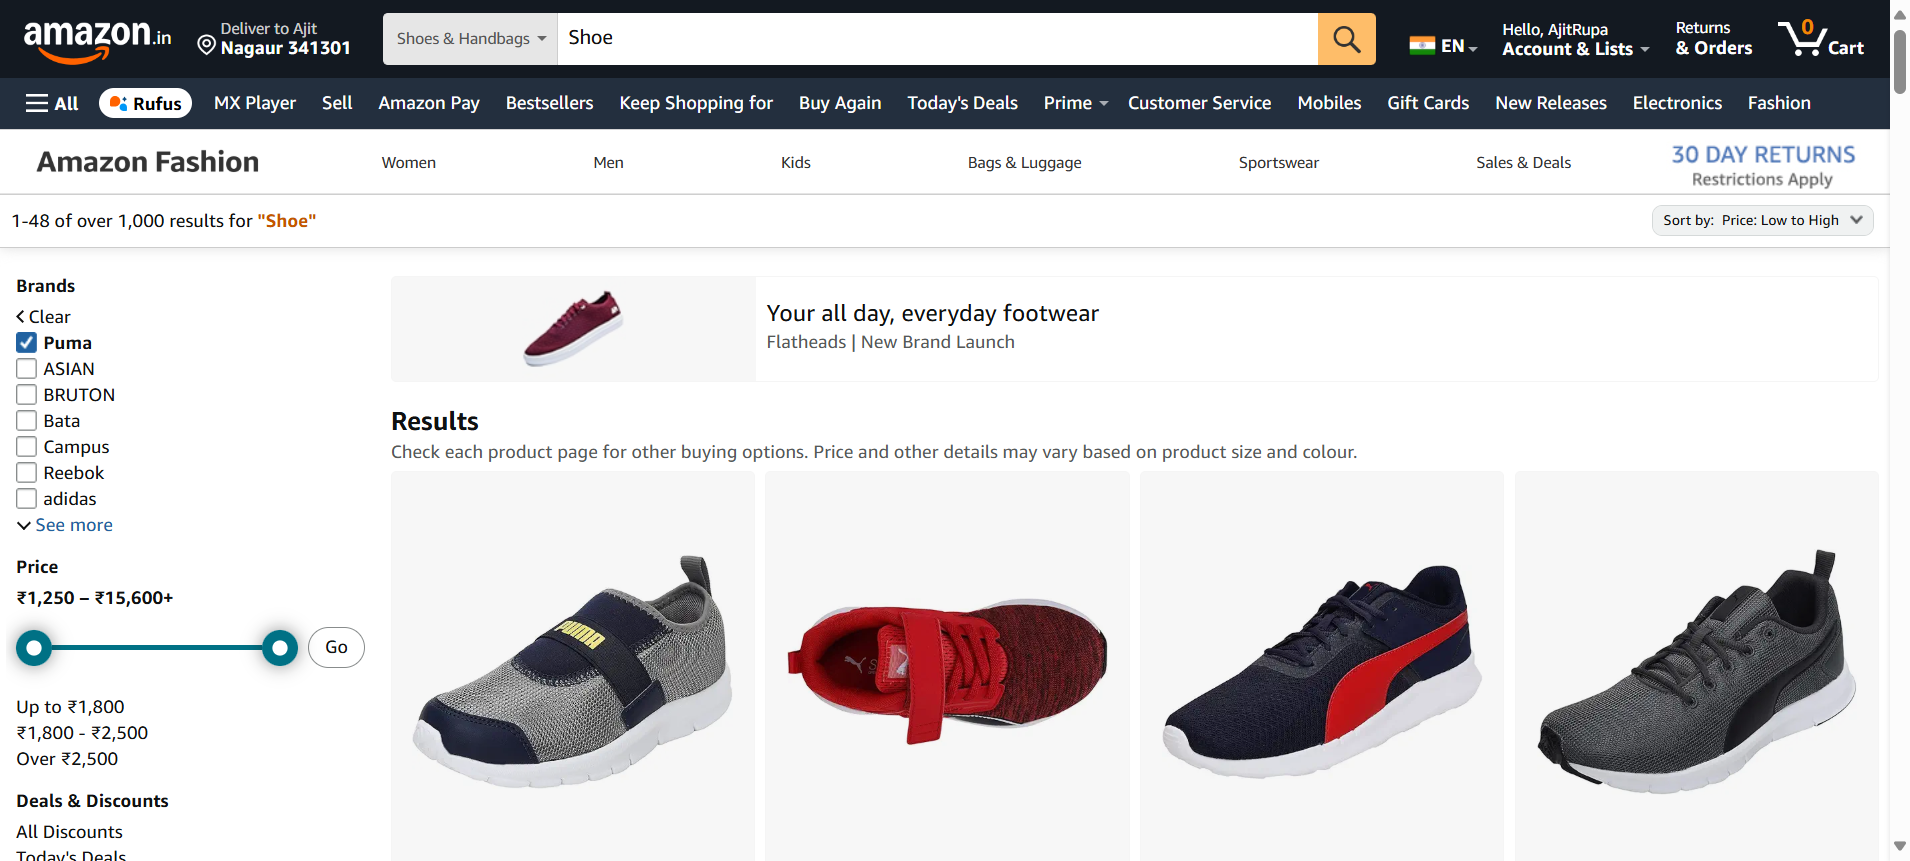 amazon.in
Deliver to Ajit
Nagaur 341301
Shoes & Handbags
Shoe
EN
Hello, AjitRupa
Account & Lists
Returns
& Orders
0
Cart
All
Rufus
MX Player
Sell
Amazon Pay
Bestsellers
Keep Shopping for
Buy Again
Today's Deals
Prime
Customer Service
Mobiles
Gift Cards
New Releases
Electronics
Fashion
Amazon Fashion
Women
Men
Kids
Bags & Luggage
Sportswear
Sales & Deals
30 DAY RETURNS
Restrictions Apply
1-48 of over 1,000 results for "Shoe"
Sort by: Price: Low to High
Brands
Clear
Puma
ASIAN
BRUTON
Bata
Campus
Reebok
adidas
See more
Price
₹1,250 – ₹15,600+
Go
Up to ₹1,800
₹1,800 - ₹2,500
Over ₹2,500
Deals & Discounts
All Discounts
Today's Deals
Your all day, everyday footwear
Flatheads | New Brand Launch
Results
Check each product page for other buying options. Price and other details may vary based on product size and colour.
PUMA